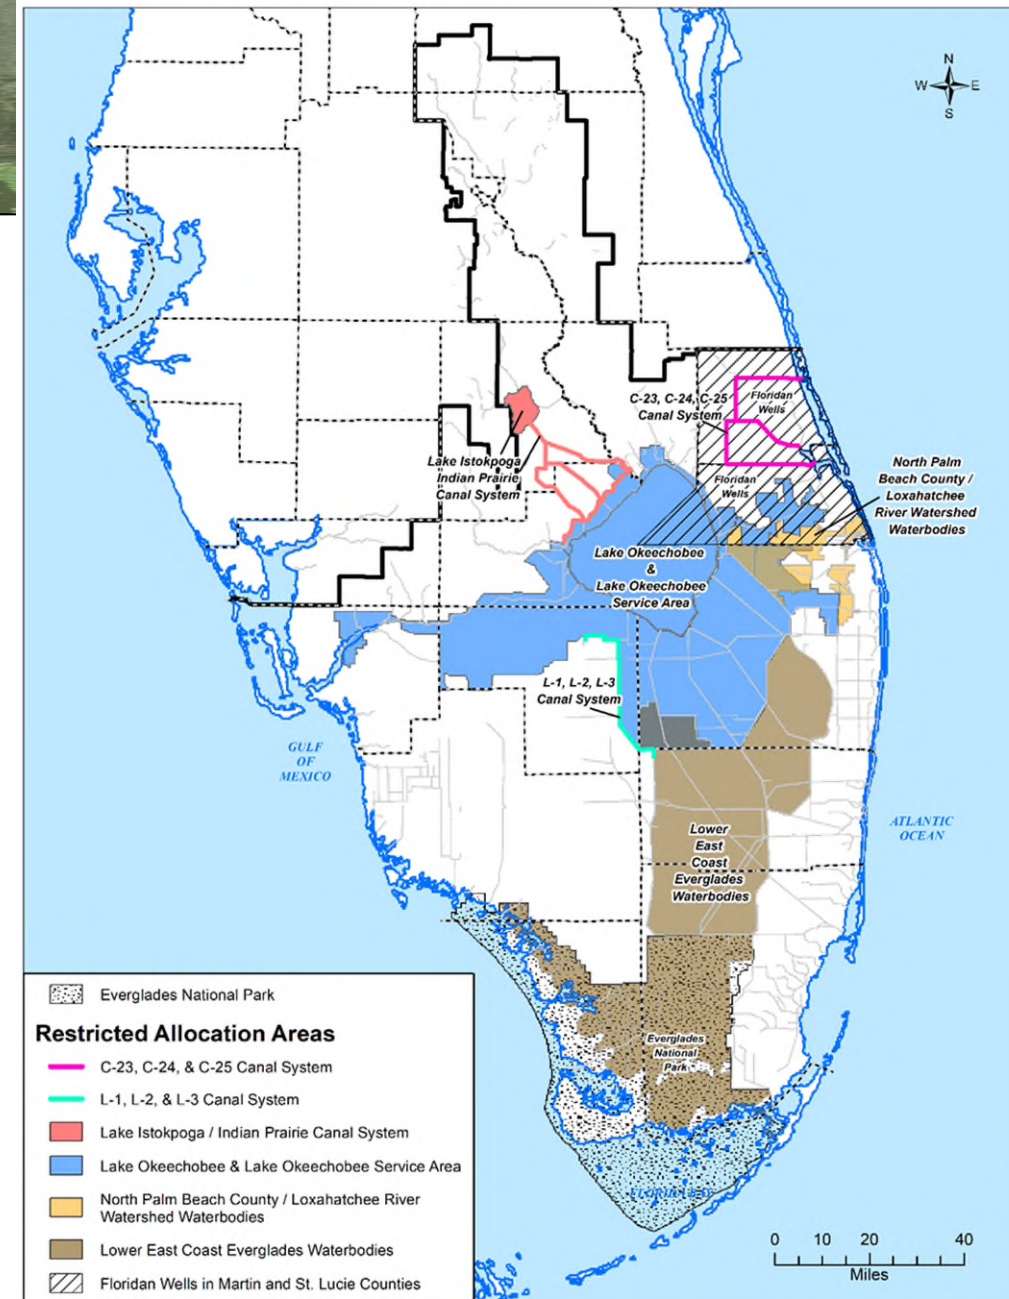 N
W E
S
C-23, C-24, C-25
Canal System
Floridan
Wells
Lake Istokpoga
Indian Prairie
Canal System
Floridan
Wells
North Palm
Beach County /
Loxahatchee
River Watershed
Waterbodies
Lake Okeechobee
&
Lake Okeechobee
Service Area
L-1, L-2, L-3
Canal System
GULF
OF
MEXICO
ATLANTIC
OCEAN
Lower
East
Coast
Everglades
Waterbodies
Everglades
National
Park
FLORIDA BAY
Everglades National Park
Restricted Allocation Areas
C-23, C-24, & C-25 Canal System
L-1, L-2, & L-3 Canal System
Lake Istokpoga / Indian Prairie Canal System
Lake Okeechobee & Lake Okeechobee Service Area
North Palm Beach County / Loxahatchee River
Watershed Waterbodies
Lower East Coast Everglades Waterbodies
Floridan Wells in Martin and St. Lucie Counties
0 10 20 40
Miles